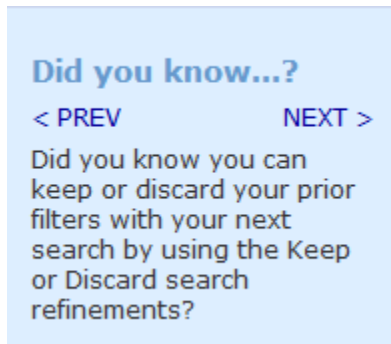 Did you know...?
< PREV NEXT >
Did you know you can
keep or discard your prior
filters with your next
search by using the Keep
or Discard search
refinements?